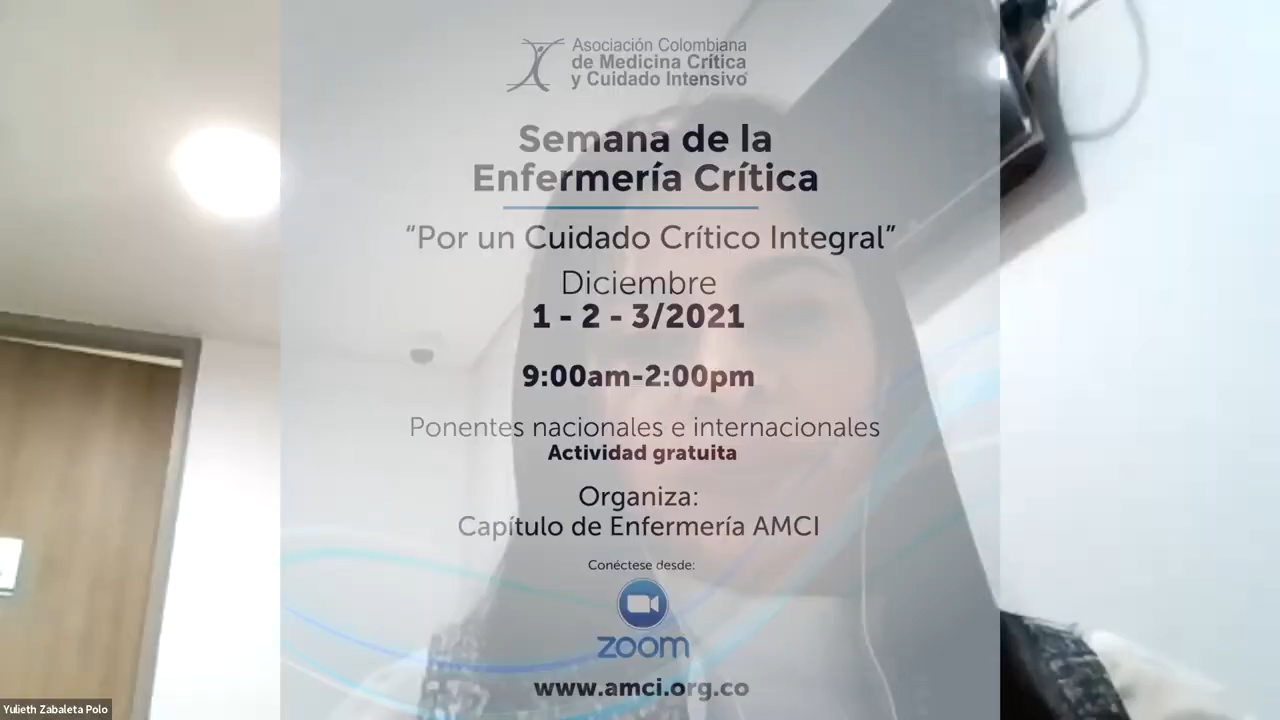 Asociación Colombiana
de Medicina Crítica
y Cuidado Intensivo
Semana de la
Enfermería Crítica
“Por un Cuidado Crítico Integral”
Diciembre
1 - 2 - 3/2021
9:00am-2:00pm
Ponentes nacionales e internacionales
Actividad gratuita
Organiza:
Capítulo de Enfermería AMCI
Conéctese desde:
zoom
www.amci.org.co
Yulieth Zabaleta Polo